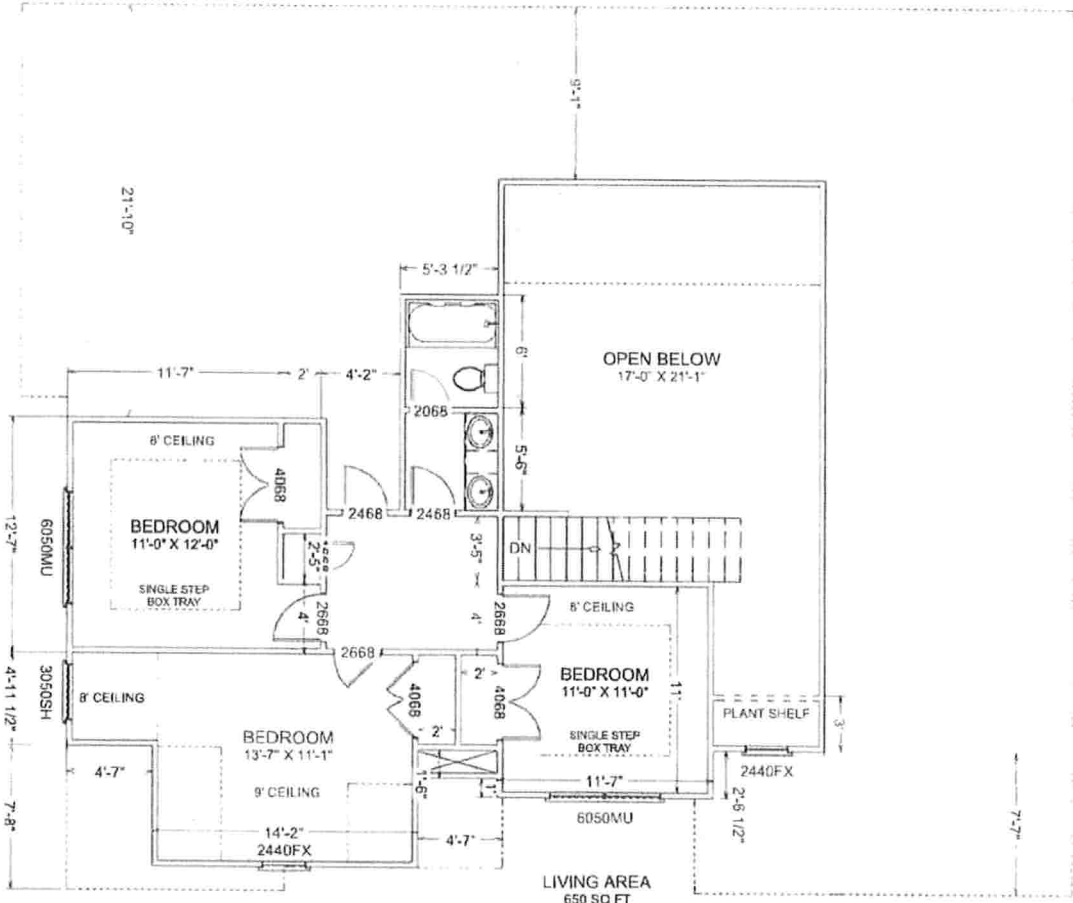 9'-1"
21'-10"
5'-3 1/2"
6'
OPEN BELOW
17'-0" X 21'-1"
11'-7"
2'
4'-2"
2068
5'-6"
8' CEILING
4068
BEDROOM
11'-0" X 12'-0"
SINGLE STEP
BOX TRAY
6050MU
12'-7"
2468
2468
DN
3'-5"
2'-5"
4'
2668
4'
2668
8' CEILING
2668
BEDROOM
11'-0" X 11'-0"
11'
SINGLE STEP
BOX TRAY
4068
2'
4068
2'
3050SH
4'-11 1/2"
8' CEILING
BEDROOM
13'-7" X 11'-1"
9' CEILING
PLANT SHELF
3'
2440FX
2'-6 1/2"
4'-7"
1'-6"
1'
11'-7"
6050MU
7'-8"
14'-2"
2440FX
4'-7"
7'-7"
LIVING AREA
650 SQ FT